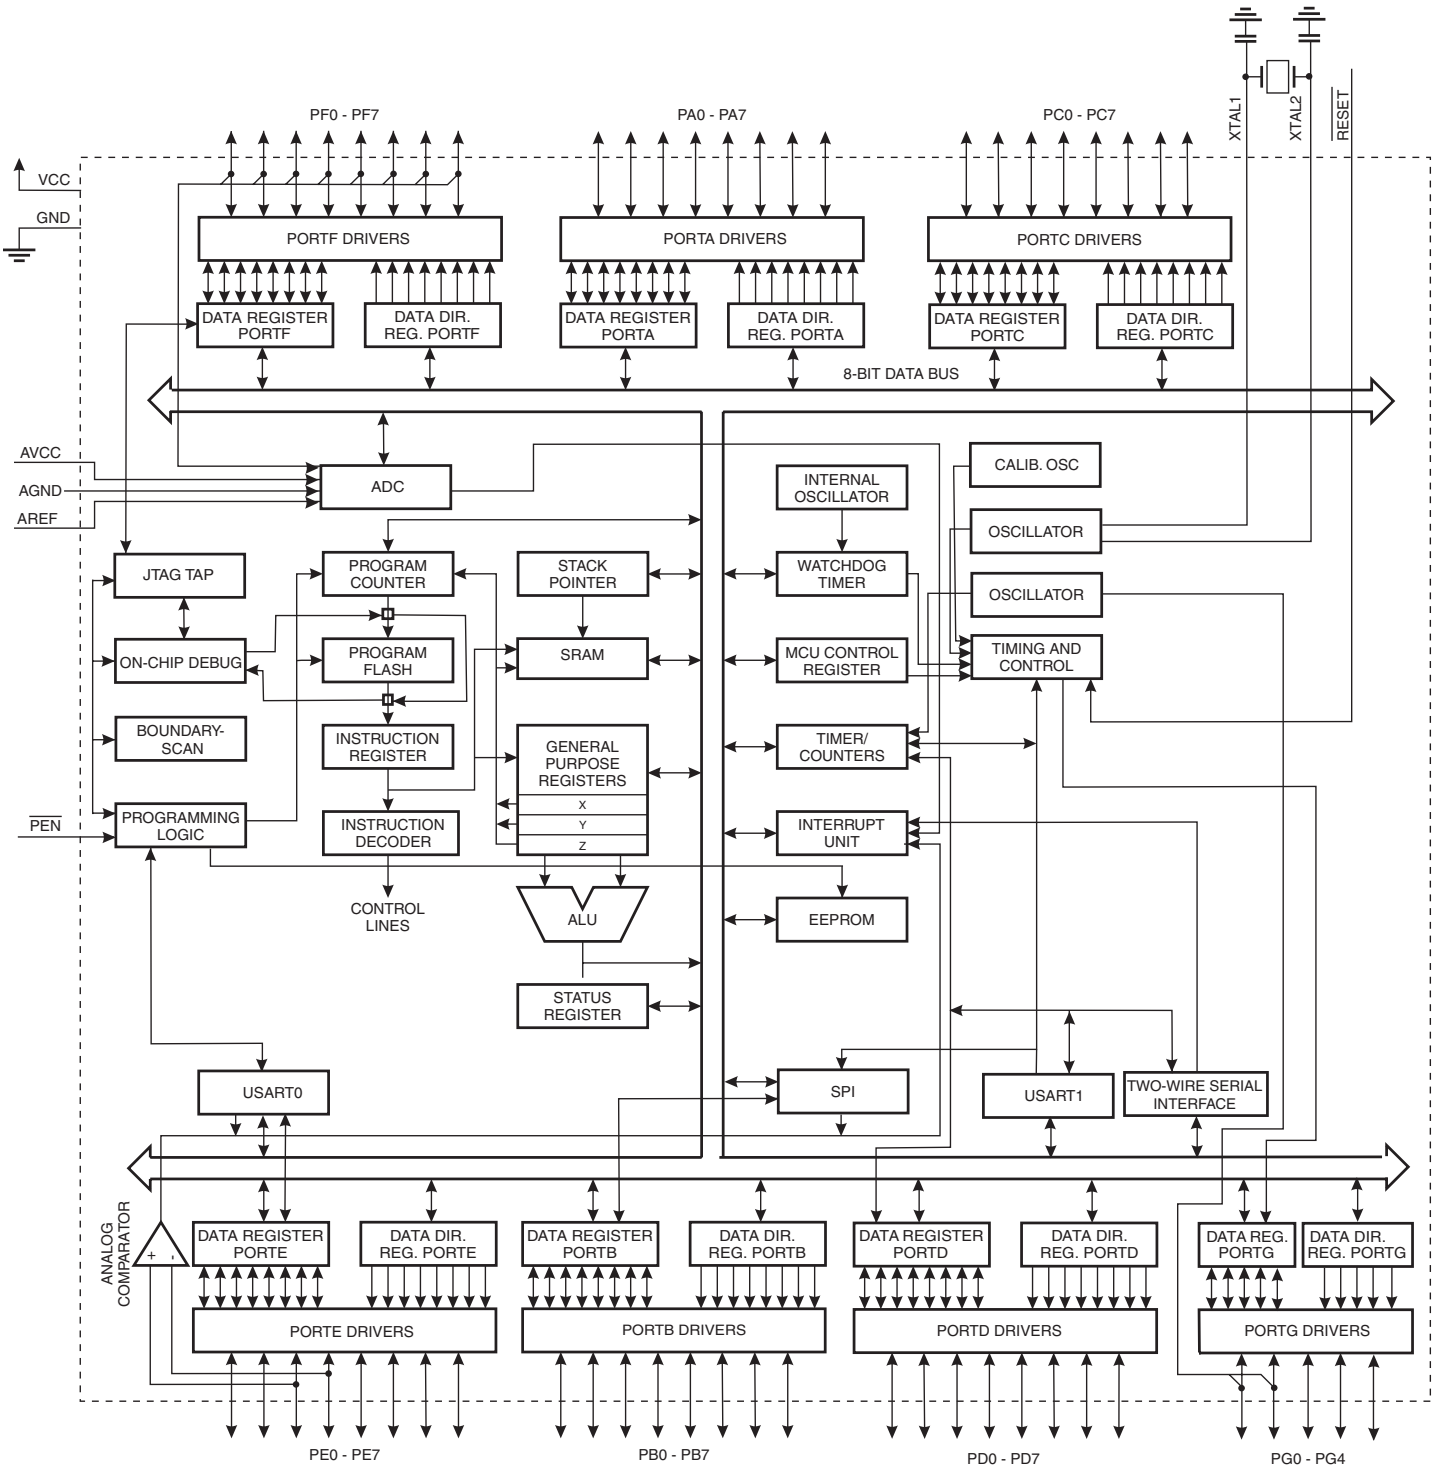 XTAL1
XTAL2
RESET
PF0 - PF7
PA0 - PA7
PC0 - PC7
VCC
GND
PORTF DRIVERS
PORTA DRIVERS
PORTC DRIVERS
DATA REGISTER
PORTF
DATA DIR.
REG. PORTF
DATA REGISTER
PORTA
DATA DIR.
REG. PORTA
DATA REGISTER
PORTC
DATA DIR.
REG. PORTC
8-BIT DATA BUS
AVCC
AGND
AREF
ADC
INTERNAL
OSCILLATOR
CALIB. OSC
OSCILLATOR
JTAG TAP
PROGRAM
COUNTER
STACK
POINTER
WATCHDOG
TIMER
OSCILLATOR
ON-CHIP DEBUG
PROGRAM
FLASH
SRAM
MCU CONTROL
REGISTER
TIMING AND
CONTROL
BOUNDARY-
SCAN
INSTRUCTION
REGISTER
GENERAL
PURPOSE
REGISTERS
X
Y
Z
TIMER/
COUNTERS
PEN
PROGRAMMING
LOGIC
INSTRUCTION
DECODER
INTERRUPT
UNIT
CONTROL
LINES
ALU
EEPROM
STATUS
REGISTER
USART0
SPI
USART1
TWO-WIRE SERIAL
INTERFACE
ANALOG
COMPARATOR
+
-
DATA REGISTER
PORTE
DATA DIR.
REG. PORTE
DATA REGISTER
PORTB
DATA DIR.
REG. PORTB
DATA REGISTER
PORTD
DATA DIR.
REG. PORTD
DATA REG.
PORTG
DATA DIR.
REG. PORTG
PORTE DRIVERS
PORTB DRIVERS
PORTD DRIVERS
PORTG DRIVERS
PE0 - PE7
PB0 - PB7
PD0 - PD7
PG0 - PG4